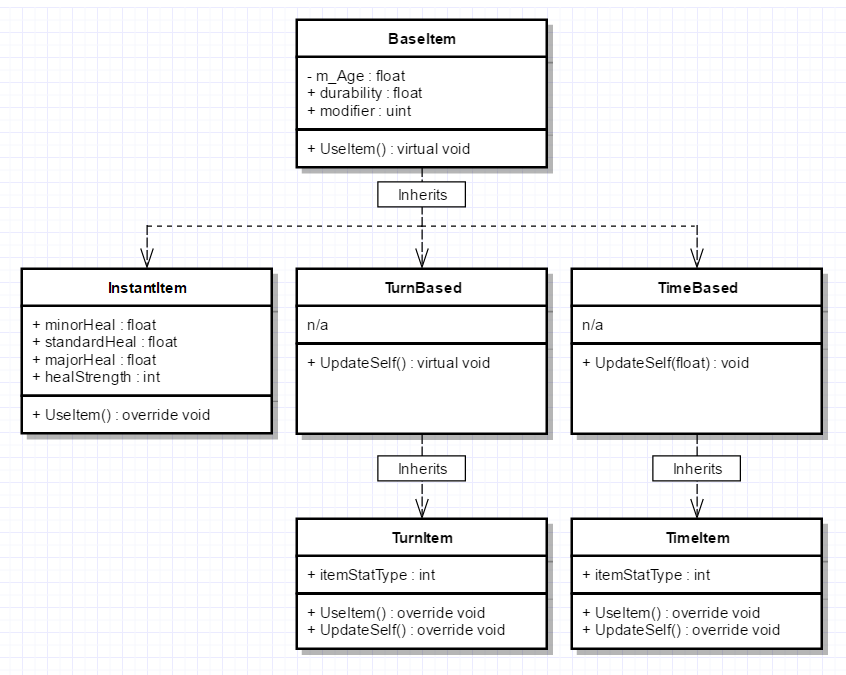 BaseItem
- m_Age : float
+ durability : float
+ modifier : uint
+ UseItem() : virtual void
Inherits
InstantItem
+ minorHeal : float
+ standardHeal : float
+ majorHeal : float
+ healStrength : int
+ UseItem() : override void
TurnBased
n/a
+ UpdateSelf() : virtual void
TimeBased
n/a
+ UpdateSelf(float) : void
Inherits
Inherits
TurnItem
+ itemStatType : int
+ UseItem() : override void
+ UpdateSelf() : override void
TimeItem
+ itemStatType : int
+ UseItem() : override void
+ UpdateSelf() : override void